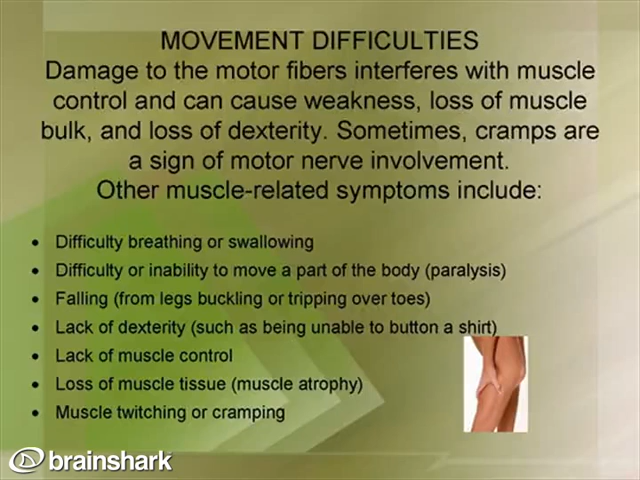 MOVEMENT DIFFICULTIES
Damage to the motor fibers interferes with muscle
control and can cause weakness, loss of muscle
bulk, and loss of dexterity. Sometimes, cramps are
a sign of motor nerve involvement.
Other muscle-related symptoms include:
• Difficulty breathing or swallowing
• Difficulty or inability to move a part of the body (paralysis)
• Falling (from legs buckling or tripping over toes)
• Lack of dexterity (such as being unable to button a shirt)
• Lack of muscle control
• Loss of muscle tissue (muscle atrophy)
• Muscle twitching or cramping
brainshark